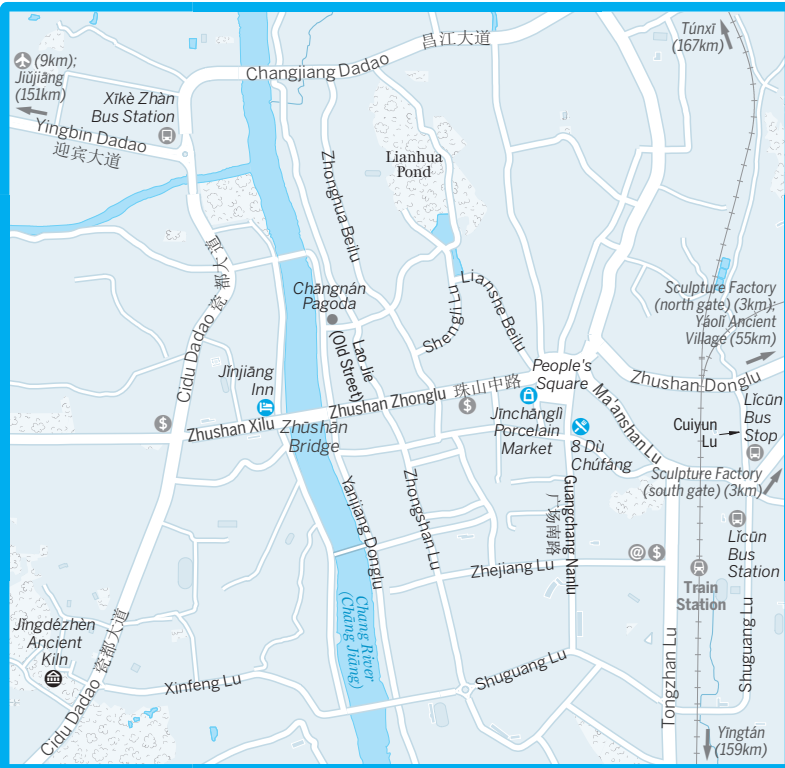 昌江大道
Changjiang Dadao
Túnxī
(167km)
(9km);
Jiǔjiāng
(151km)
Xīkè Zhàn
Bus Station
Yingbin Dadao
迎宾大道
Zhonghua Beilu
Lianhua
Pond
Cidu Dadao 瓷都大道
Chāngnán
Pagoda
Lianshe Beilu
Sheng Lu
Lao Jie
(Old Street)
Sculpture Factory
(north gate) (3km);
Yáolǐ Ancient
Village (55km)
People's
Square
Zhushan Donglu
Jǐnjiāng
Inn
Zhushan Xilu
Zhūshān
Bridge
Zhushan Zhonglu 珠山中路
$
$
Jīnchānglì
Porcelain
Market
8 Dù
Chúfáng
Ma'anshan Lu
Cuiyun
Lu
Lǐcūn
Bus
Stop
Sculpture Factory
(south gate) (3km)
Yanjiang Donglu
Zhongshan Lu
Guangchang Nanlu
广场南路
Zhejiang Lu
@ $
Lǐcūn
Bus
Station
Train
Station
Chang River
(Chāng Jiāng)
Jǐngdézhèn
Ancient
Kiln
Cidu Dadao 瓷都大道
Xinfeng Lu
Shuguang Lu
Tongzhan Lu
Shuguang Lu
Yīngtán
(159km)